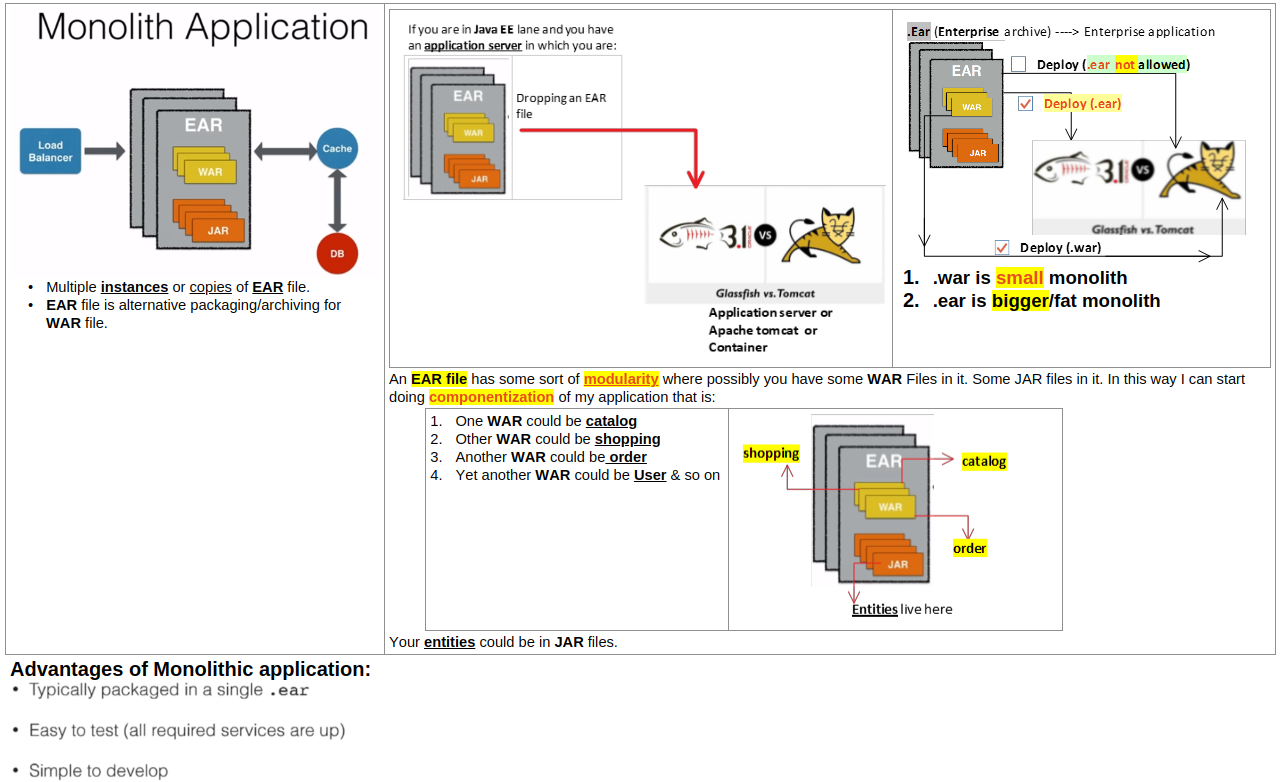 Monolith Application
Load
Balancer
EAR
WAR
JAR
Cache
DB
• Multiple instances or copies of EAR file.
• EAR file is alternative packaging/archiving for
WAR file.
If you are in Java EE lane and you have
an application server in which you are:
EAR
WAR
JAR
Dropping an EAR
file
3.1
ORACLE
VS
Glassfish vs. Tomcat
Application server or
Apache tomcat or
Container
.Ear (Enterprise archive) ----> Enterprise application
EAR
WAR
JAR
Deploy (.ear not allowed)
Deploy (.ear)
3.1
ORACLE
VS
Glassfish vs. Tomcat
Deploy (.war)
1. .war is small monolith
2. .ear is bigger/fat monolith
An EAR file has some sort of modularity where possibly you have some WAR Files in it. Some JAR files in it. In this way I can start
doing componentization of my application that is:
1. One WAR could be catalog
2. Other WAR could be shopping
3. Another WAR could be order
4. Yet another WAR could be User & so on
shopping
EAR
catalog
WAR
order
JAR
Entities live here
Your entities could be in JAR files.
Advantages of Monolithic application:
• Typically packaged in a single .ear
• Easy to test (all required services are up)
• Simple to develop